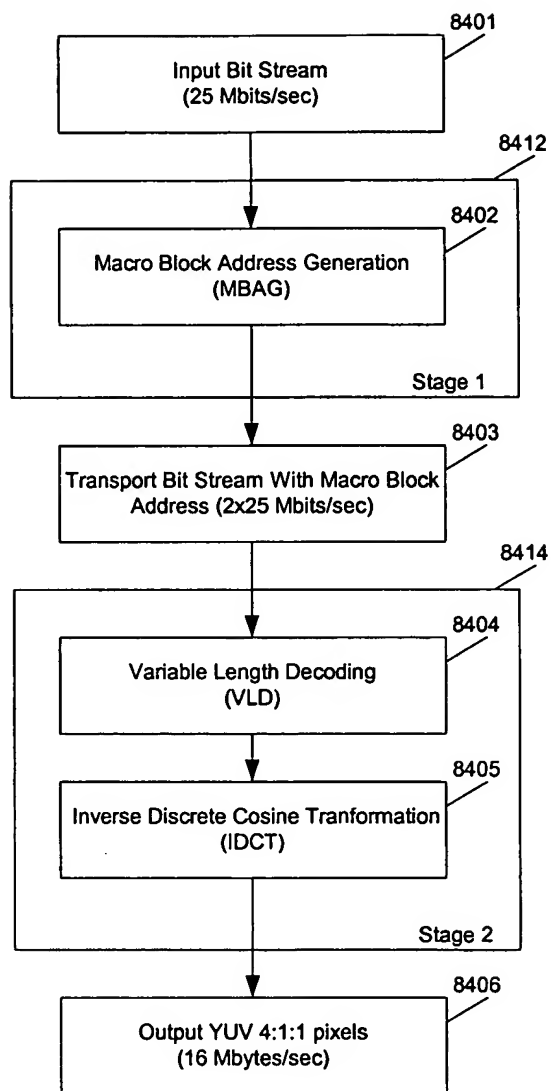 8401
Input Bit Stream
(25 Mbits/sec)
8412
8402
Macro Block Address Generation
(MBAG)
Stage 1
8403
Transport Bit Stream With Macro Block
Address (2x25 Mbits/sec)
8414
8404
Variable Length Decoding
(VLD)
8405
Inverse Discrete Cosine Tranformation
(IDCT)
Stage 2
8406
Output YUV 4:1:1 pixels
(16 Mbytes/sec)